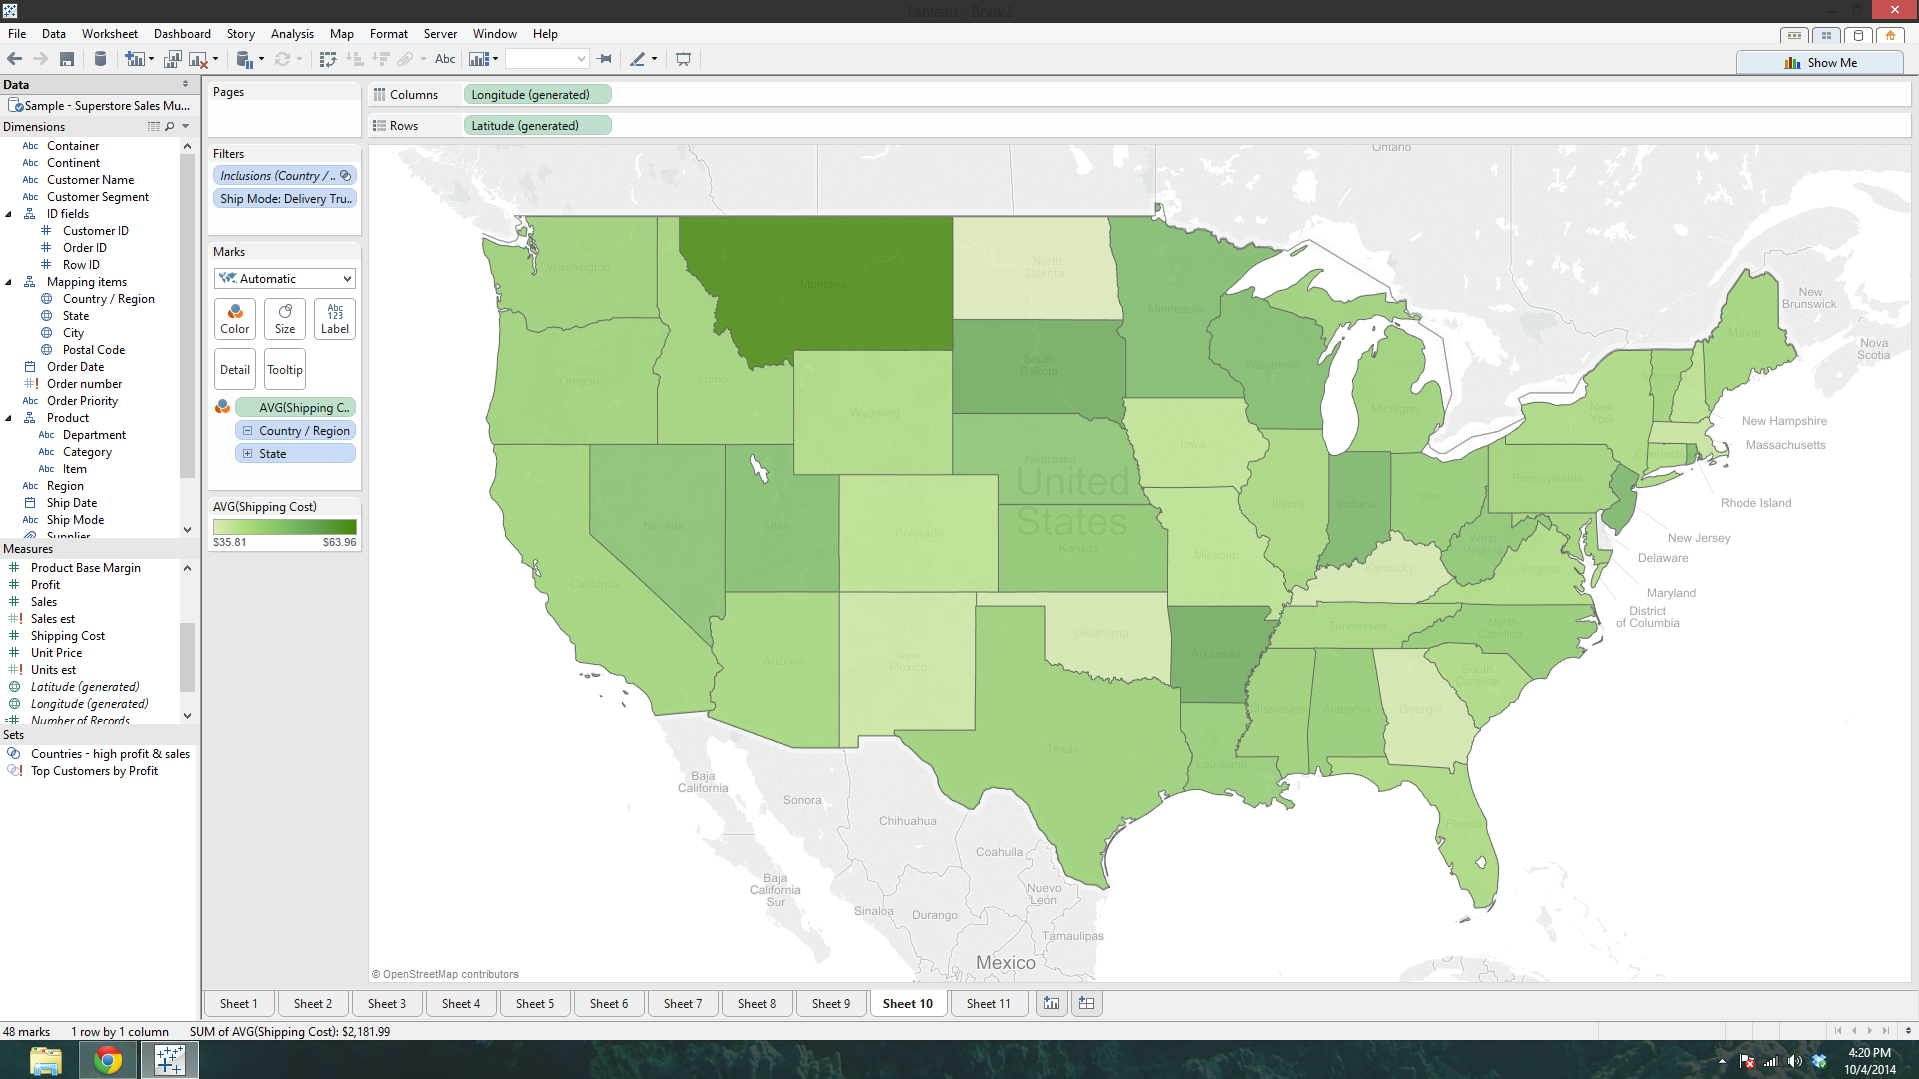 Tableau - Book2
File Data Worksheet Dashboard Story Analysis Map Format Server Window Help
Abc
Show Me
Data
Sample - Superstore Sales Mu...
Dimensions
Abc Container
Abc Continent
Abc Customer Name
Abc Customer Segment
ID fields
Customer ID
Order ID
Row ID
Mapping items
Country / Region
State
City
Postal Code
Order Date
Order number
Abc Order Priority
Product
Abc Department
Abc Category
Abc Item
Abc Region
Ship Date
Abc Ship Mode
Supplier
Measures
Product Base Margin
Profit
Sales
Sales est
Shipping Cost
Unit Price
Units est
Latitude (generated)
Longitude (generated)
Number of Records
Sets
Countries - high profit & sales
Top Customers by Profit
Pages
Filters
Inclusions (Country / ..
Ship Mode: Delivery Tru..
Marks
Automatic
Abc
123
Color Size Label
Detail Tooltip
AVG(Shipping C..
Country / Region
State
AVG(Shipping Cost)
$35.81 $63.96
Columns Longitude (generated)
Rows Latitude (generated)
Ontario
Washington
Montana
North
Dakota
Minnesota
New
Brunswick
Maine
Nova
Scotia
Oregon
Idaho
South
Dakota
Wisconsin
Wyoming
Michigan
Vermont
New
York
New Hampshire
Massachusetts
Iowa
Nebraska
Connecticut
Pennsylvania
Rhode Island
United
States
Illinois
Indiana
Ohio
Nevada
Utah
Colorado
Kansas
Missouri
West
Virginia
New Jersey
Delaware
California
Kentucky
Virginia
Maryland
District
of Columbia
Oklahoma
Tennessee
North
Carolina
Arizona
New
Mexico
Arkansas
South
Carolina
Mississippi
Alabama
Georgia
Texas
Louisiana
Florida
Baja
California
Sonora
Chihuahua
Coahuila
Baja
California
Sur
Nuevo
León
Sinaloa
Durango
Tamaulipas
Mexico
© OpenStreetMap contributors
Sheet 1 Sheet 2 Sheet 3 Sheet 4 Sheet 5 Sheet 6 Sheet 7 Sheet 8 Sheet 9 Sheet 10 Sheet 11
48 marks 1 row by 1 column SUM of AVG(Shipping Cost): $2,181.99
4:20 PM
10/4/2014